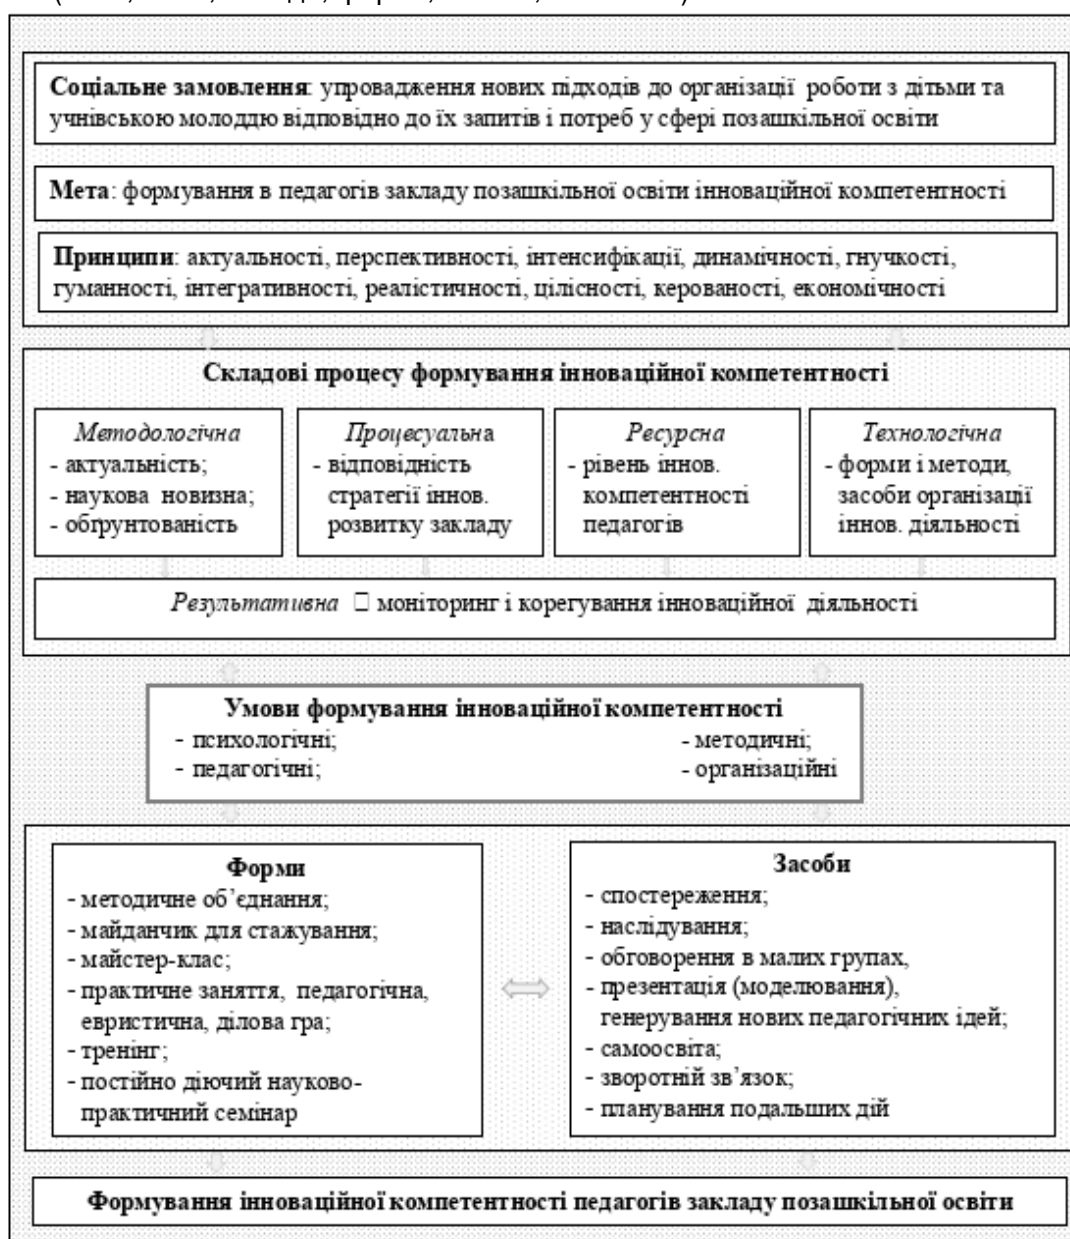 Соціальне замовлення: упровадження нових підходів до організації роботи з дітьми та
учнівською молоддю відповідно до їх запитів і потреб у сфері позашкільної освіти
Мета: формування в педагогів закладу позашкільної освіти інноваційної компетентності
Принципи: актуальності, перспективності, інтенсифікації, динамічності, гнучкості,
гуманності, інтегративності, реалістичності, цілісності, керованості, економічності
Складові процесу формування інноваційної компетентності
Методологічна
- актуальність;
- наукова новизна;
- обґрунтованість
Процесуальна
- відповідність
стратегіїіннов.
розвитку закладу
Ресурсна
- рівень іннов.
компетентності
педагогів
Технологічна
- форми і методи,
засоби організації
іннов. діяльності
Результативна □ моніторинг і корегування інноваційної діяльності
Умови формування інноваційної компетентності
- психологічні;
- педагогічні;
- методичні;
- організаційні
Форми
- методичне об’єднання;
- майданчик для стажування;
- майстер-клас;
- практичне заняття, педагогічна,
евристична, ділова гра;
- тренінг;
- постійно діючий науково-
практичний семінар
Засоби
- спостереження;
- наслідування;
- обговорення в малих групах,
- презентація (моделювання),
генерування нових педагогічних ідей;
- самоосвіта;
- зворотній зв’язок;
- планування подальших дій
Формування інноваційної компетентності педагогів закладу позашкільної освіти